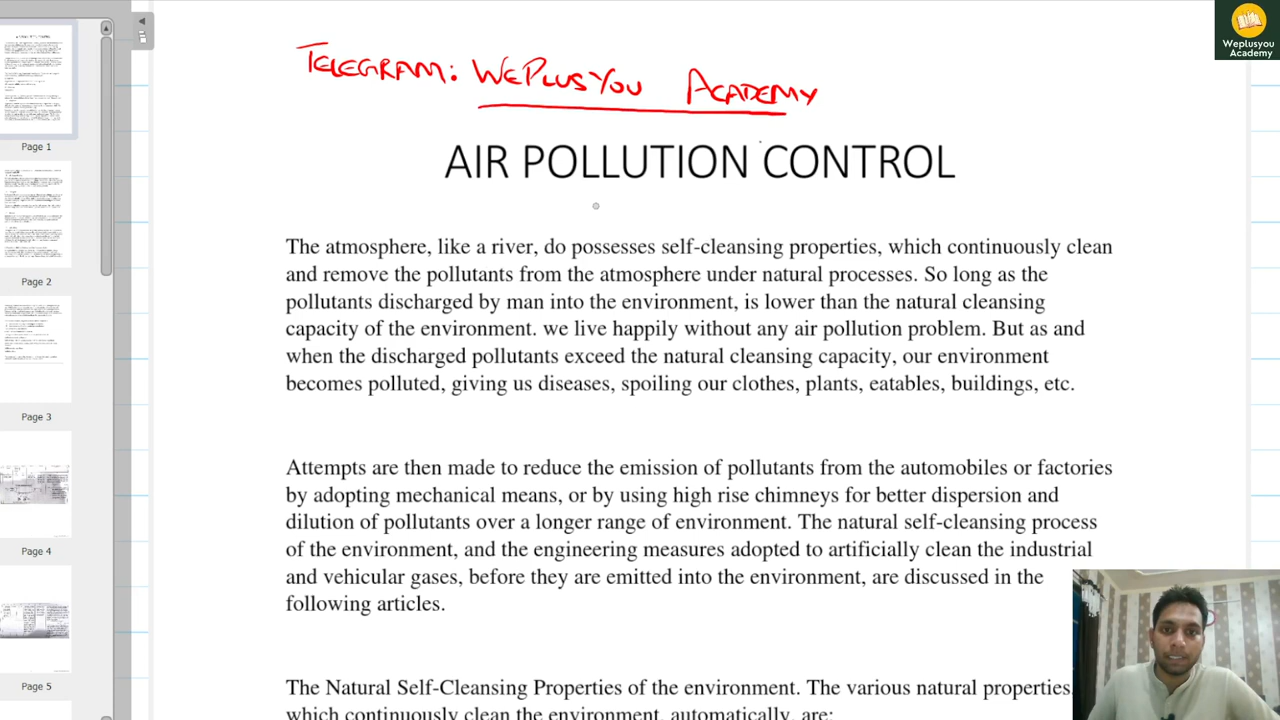 Weplusyou
Academy
TELEGRAM: WEPLUSYOU ACADEMY
AIR POLLUTION CONTROL
The atmosphere, like a river, do possesses self-cleansing properties, which continuously clean
and remove the pollutants from the atmosphere under natural processes. So long as the
pollutants discharged by man into the environment, is lower than the natural cleansing
capacity of the environment. we live happily without any air pollution problem. But as and
when the discharged pollutants exceed the natural cleansing capacity, our environment
becomes polluted, giving us diseases, spoiling our clothes, plants, eatables, buildings, etc.
Attempts are then made to reduce the emission of pollutants from the automobiles or factories
by adopting mechanical means, or by using high rise chimneys for better dispersion and
dilution of pollutants over a longer range of environment. The natural self-cleansing process
of the environment, and the engineering measures adopted to artificially clean the industrial
and vehicular gases, before they are emitted into the environment, are discussed in the
following articles.
The Natural Self-Cleansing Properties of the environment. The various natural properties,
which continuously clean the environment, automatically, are:
Page 1
Page 2
Page 3
Page 4
Page 5